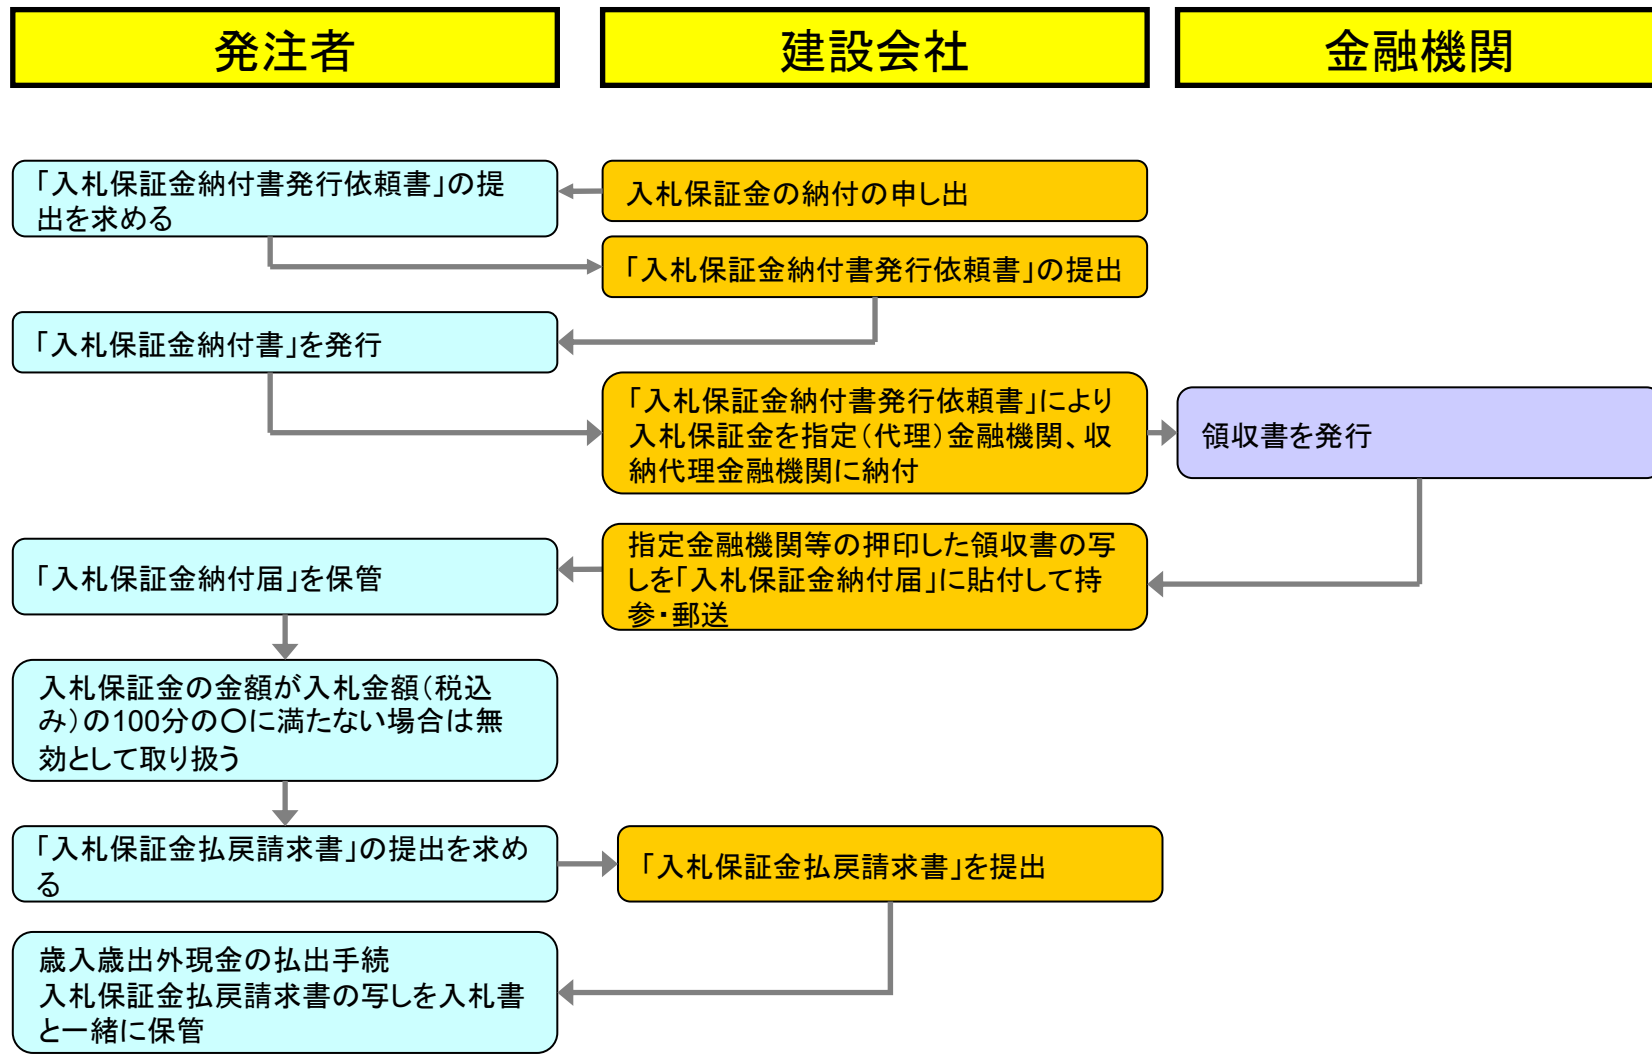 発注者
建設会社
金融機関
入札保証金の納付の申し出
「入札保証金納付書発行依頼書」の提
出を求める
「入札保証金納付書発行依頼書」の提出
「入札保証金納付書」を発行
「入札保証金納付書発行依頼書」により
入札保証金を指定(代理)金融機関、収
納代理金融機関に納付
領収書を発行
指定金融機関等の押印した領収書の写
しを「入札保証金納付届」に貼付して持
参・郵送
「入札保証金納付届」を保管
入札保証金の金額が入札金額(税込
み)の100分の〇に満たない場合は無
効として取り扱う
「入札保証金払戻請求書」の提出を求め
る
「入札保証金払戻請求書」を提出
歳入歳出外現金の払出手続
入札保証金払戻請求書の写しを入札書
と一緒に保管